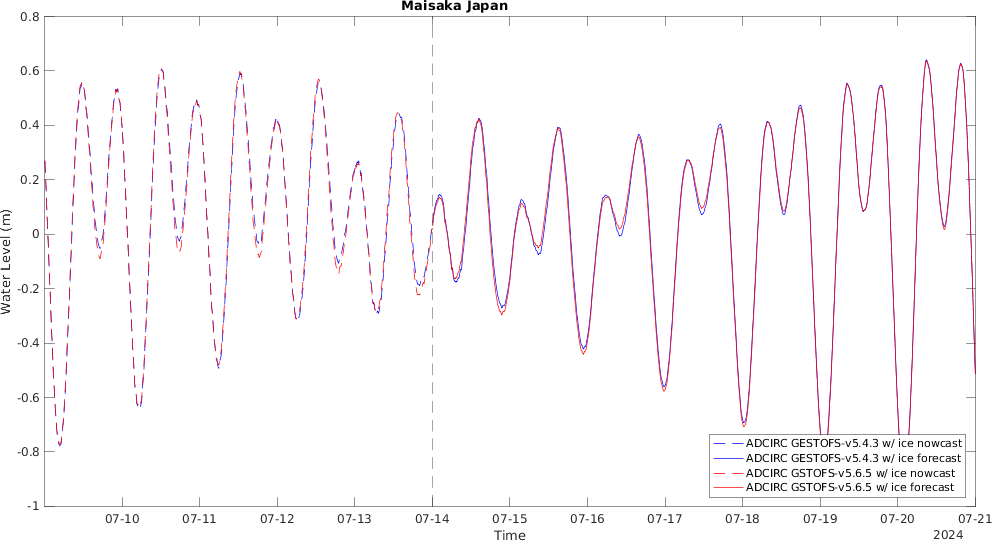 Maisaka Japan
0.8
0.6
0.4
0.2
0
-0.2
-0.4
-0.6
-0.8
-1
Water Level (m)
ADCIRC GESTOFS-v5.4.3 w/ ice nowcast
ADCIRC GESTOFS-v5.4.3 w/ ice forecast
ADCIRC GSTOFS-v5.6.5 w/ ice nowcast
ADCIRC GSTOFS-v5.6.5 w/ ice forecast
07-10 07-11 07-12 07-13 07-14 07-15 07-16 07-17 07-18 07-19 07-20 07-21
Time
2024